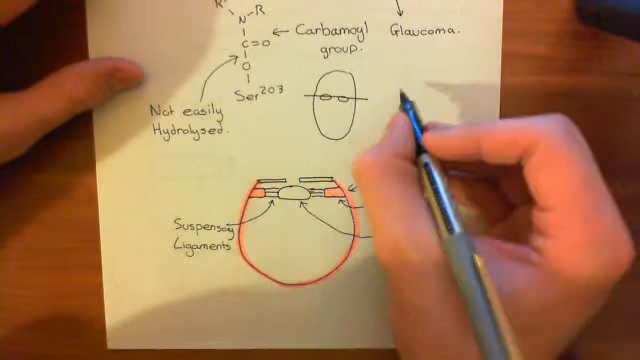 R' N-R
C=O
O
Ser203
Carbamoyl
group.
Glaucoma.
Not easily
Hydrolysed.
Suspensory
Ligaments